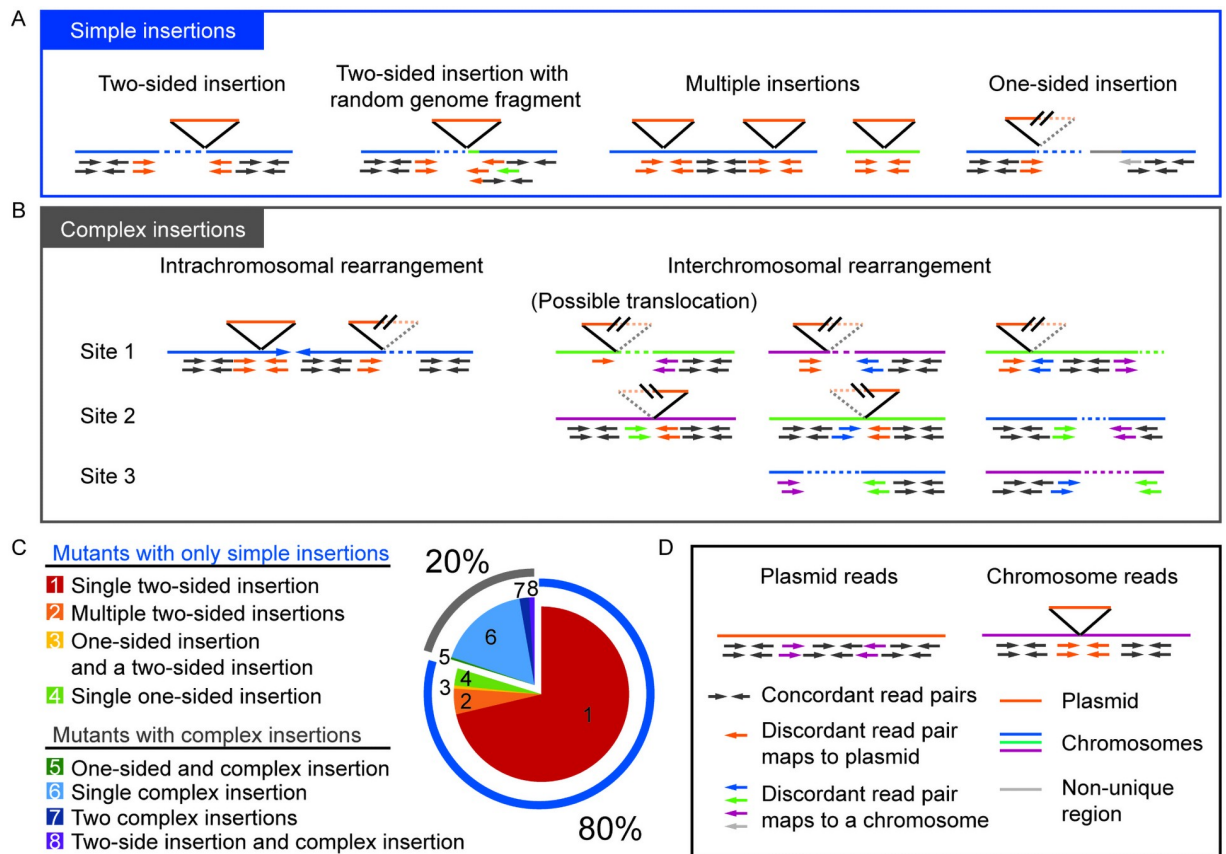 A
Simple insertions
Two-sided insertion
Two-sided insertion with
random genome fragment
Multiple insertions
One-sided insertion
B
Complex insertions
Intrachromosomal rearrangement
Interchromosomal rearrangement
(Possible translocation)
Site 1
Site 2
Site 3
C
Mutants with only simple insertions
1 Single two-sided insertion
2 Multiple two-sided insertions
3 One-sided insertion
and a two-sided insertion
4 Single one-sided insertion
Mutants with complex insertions
5 One-sided and complex insertion
6 Single complex insertion
7 Two complex insertions
8 Two-side insertion and complex insertion
20%
7 8
6
5
4
3
2
1
80%
D
Plasmid reads
Chromosome reads
Concordant read pairs
Discordant read pair
maps to plasmid
Discordant read pair
maps to a chromosome
Plasmid
Chromosomes
Non-unique
region